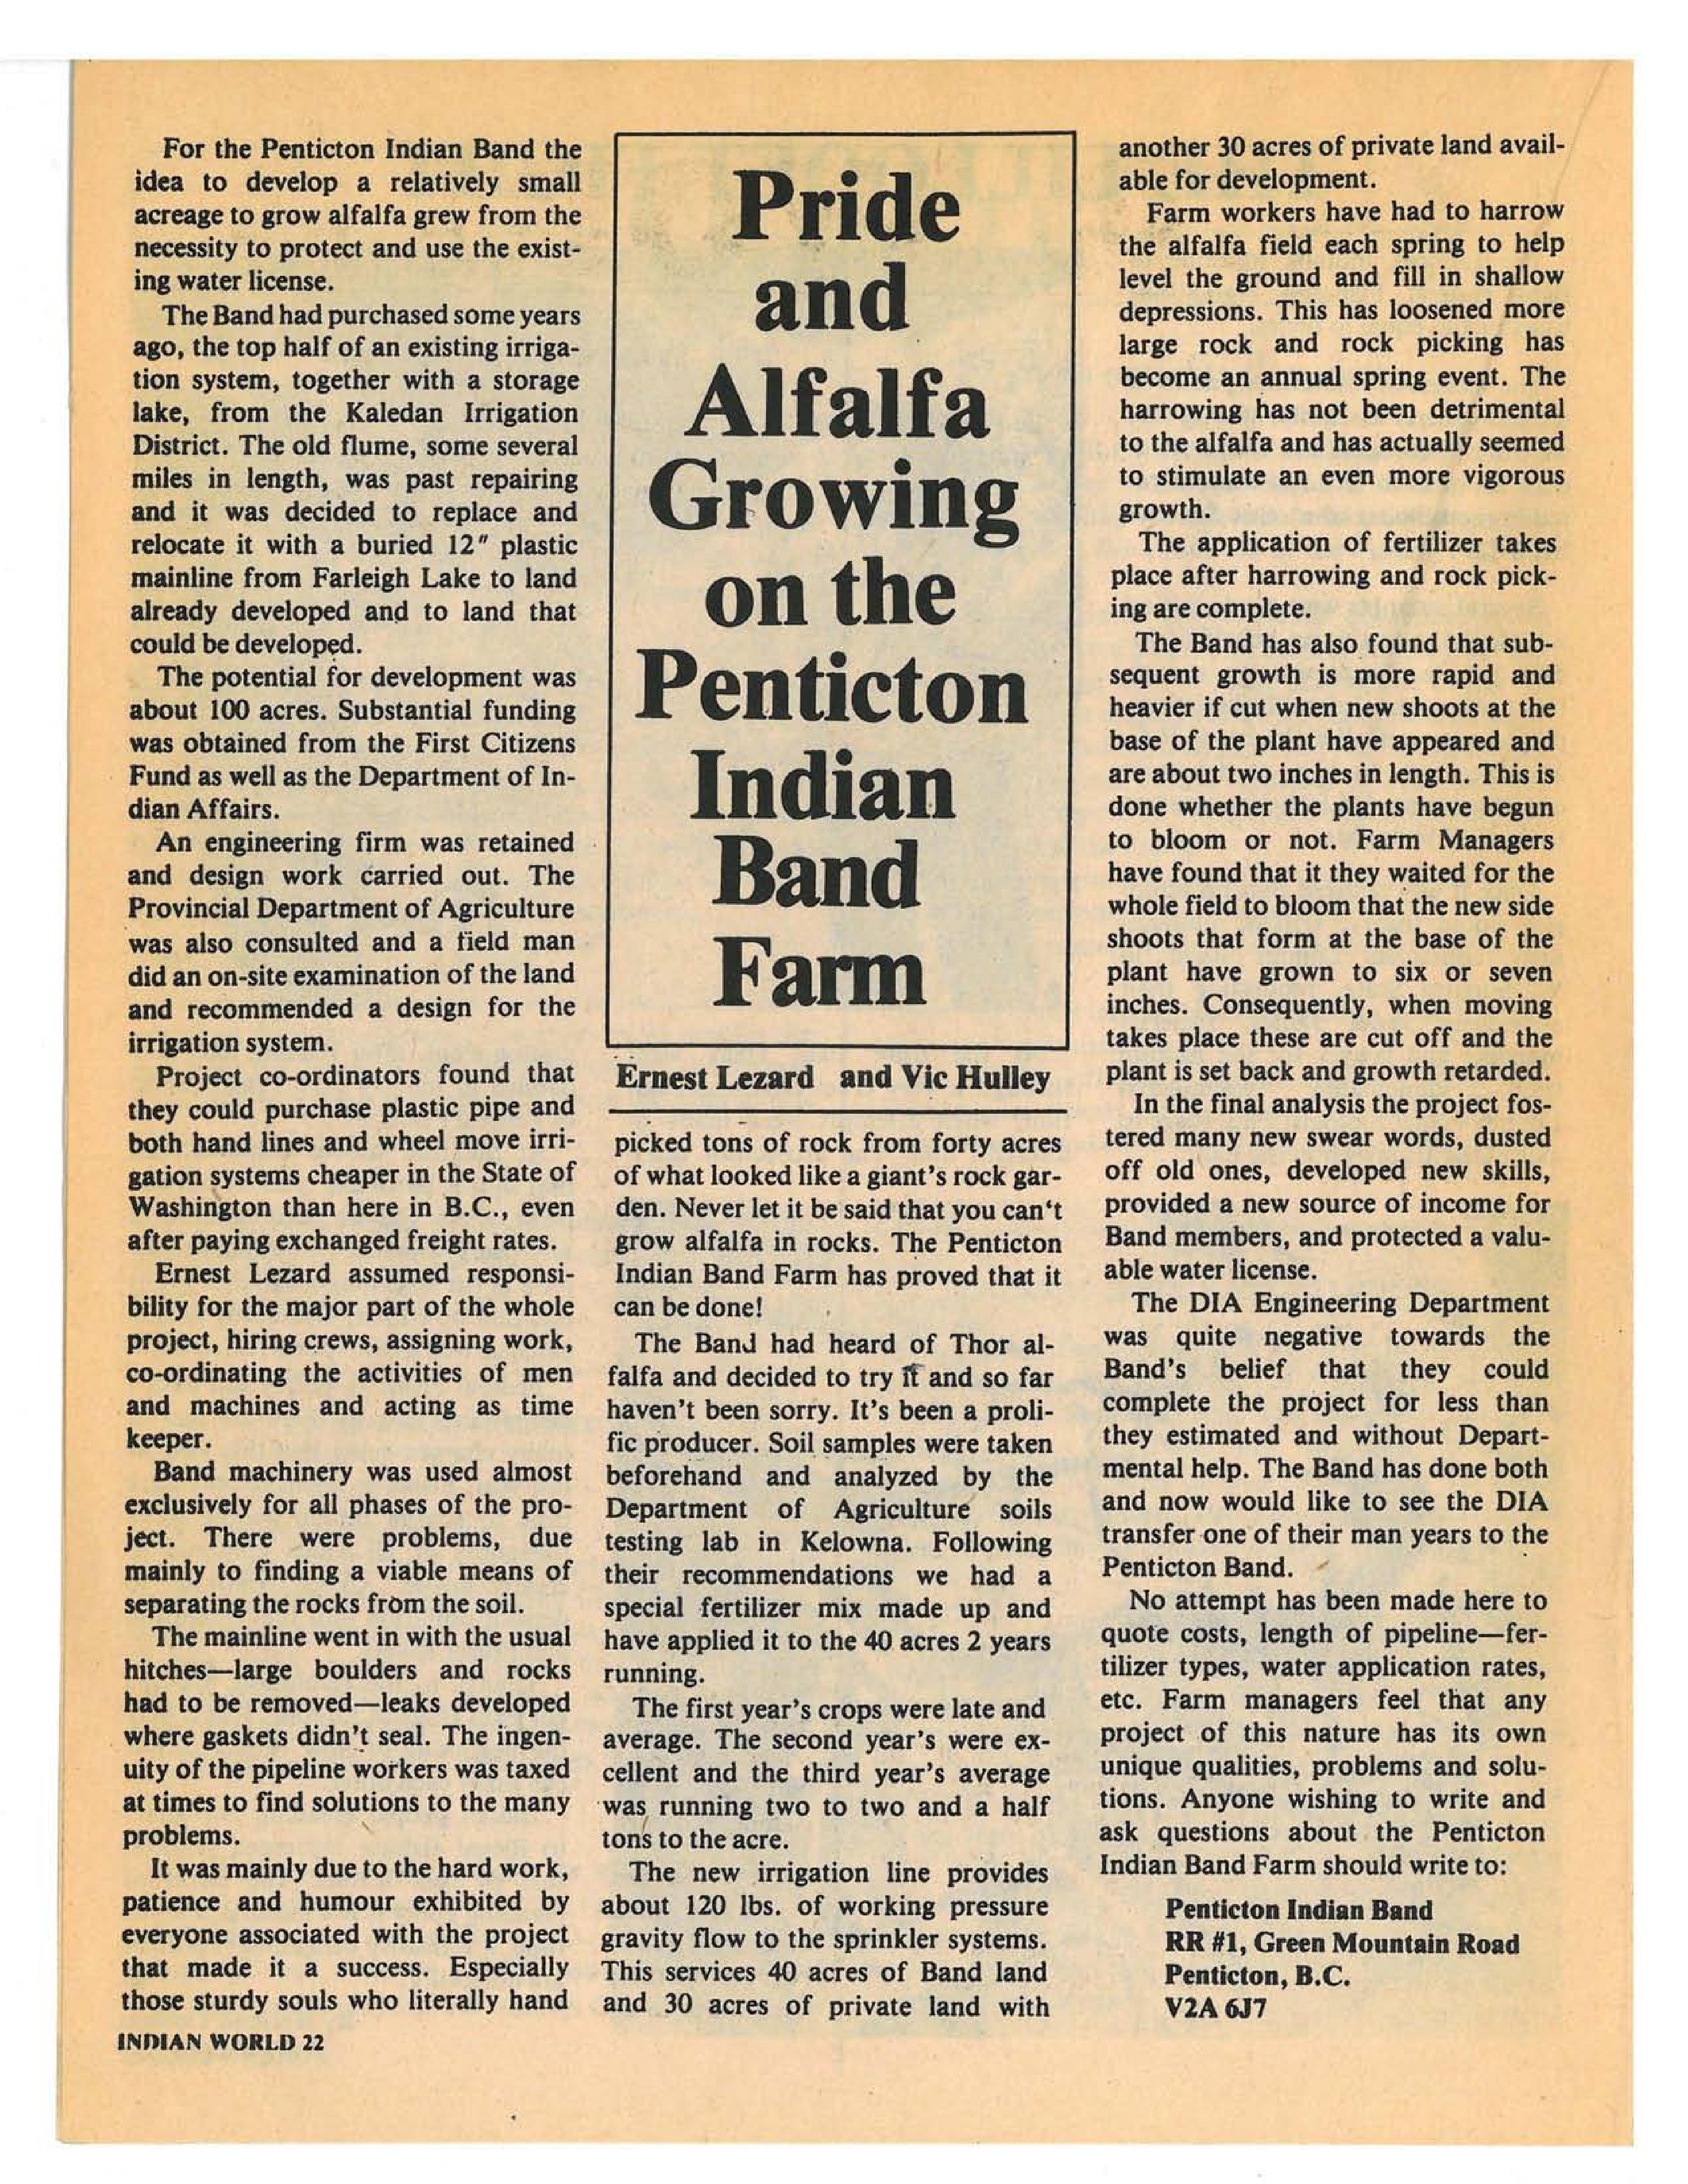 For the Penticton Indian Band the
idea to develop a relatively small
acreage to grow alfalfa grew from the
necessity to protect and use the exist-
ing water license.
The Band had purchased some years
ago, the top half of an existing irriga-
tion system, together with a storage
lake, from the Kaledan Irrigation
District. The old flume, some several
miles in length, was past repairing
and it was decided to replace and
relocate it with a buried 12" plastic
mainline from Farleigh Lake to land
already developed and to land that
could be developed.
The potential for development was
about 100 acres. Substantial funding
was obtained from the First Citizens
Fund as well as the Department of In-
dian Affairs.
An engineering firm was retained
and design work carried out. The
Provincial Department of Agriculture
was also consulted and a field man
did an on-site examination of the land
and recommended a design for the
irrigation system.
Project co-ordinators found that
they could purchase plastic pipe and
both hand lines and wheel move irri-
gation systems cheaper in the State of
Washington than here in B.C., even
after paying exchanged freight rates.
Ernest Lezard assumed responsi-
bility for the major part of the whole
project, hiring crews, assigning work,
co-ordinating the activities of men
and machines and acting as time
keeper.
Band machinery was used almost
exclusively for all phases of the pro-
ject. There were problems, due
mainly to finding a viable means of
separating the rocks from the soil.
The mainline went in with the usual
hitches—large boulders and rocks
had to be removed—leaks developed
where gaskets didn't seal. The ingen-
uity of the pipeline workers was taxed
at times to find solutions to the many
problems.
It was mainly due to the hard work,
patience and humour exhibited by
everyone associated with the project
that made it a success. Especially
those sturdy souls who literally hand
Pride
and
Alfalfa
Growing
on the
Penticton
Indian
Band
Farm
Ernest Lezard and Vic Hulley
picked tons of rock from forty acres
of what looked like a giant's rock gar-
den. Never let it be said that you can't
grow alfalfa in rocks. The Penticton
Indian Band Farm has proved that it
can be done!
The Band had heard of Thor al-
falfa and decided to try it and so far
haven't been sorry. It's been a proli-
fic producer. Soil samples were taken
beforehand and analyzed by the
Department of Agriculture soils
testing lab in Kelowna. Following
their recommendations we had a
special fertilizer mix made up and
have applied it to the 40 acres 2 years
running.
The first year's crops were late and
average. The second year's were ex-
cellent and the third year's average
was running two to two and a half
tons to the acre.
The new irrigation line provides
about 120 lbs. of working pressure
gravity flow to the sprinkler systems.
This services 40 acres of Band land
and 30 acres of private land with
another 30 acres of private land avail-
able for development.
Farm workers have had to harrow
the alfalfa field each spring to help
level the ground and fill in shallow
depressions. This has loosened more
large rock and rock picking has
become an annual spring event. The
harrowing has not been detrimental
to the alfalfa and has actually seemed
to stimulate an even more vigorous
growth.
The application of fertilizer takes
place after harrowing and rock pick-
ing are complete.
The Band has also found that sub-
sequent growth is more rapid and
heavier if cut when new shoots at the
base of the plant have appeared and
are about two inches in length. This is
done whether the plants have begun
to bloom or not. Farm Managers
have found that it they waited for the
whole field to bloom that the new side
shoots that form at the base of the
plant have grown to six or seven
inches. Consequently, when moving
takes place these are cut off and the
plant is set back and growth retarded.
In the final analysis the project fos-
tered many new swear words, dusted
off old ones, developed new skills,
provided a new source of income for
Band members, and protected a valu-
able water license.
The DIA Engineering Department
was quite negative towards the
Band's belief that they could
complete the project for less than
they estimated and without Depart-
mental help. The Band has done both
and now would like to see the DIA
transfer one of their man years to the
Penticton Band.
No attempt has been made here to
quote costs, length of pipeline—fer-
tilizer types, water application rates,
etc. Farm managers feel that any
project of this nature has its own
unique qualities, problems and solu-
tions. Anyone wishing to write and
ask questions about the Penticton
Indian Band Farm should write to:
Penticton Indian Band
RR #1, Green Mountain Road
Penticton, B.C.
V2A 6J7
INDIAN WORLD 22